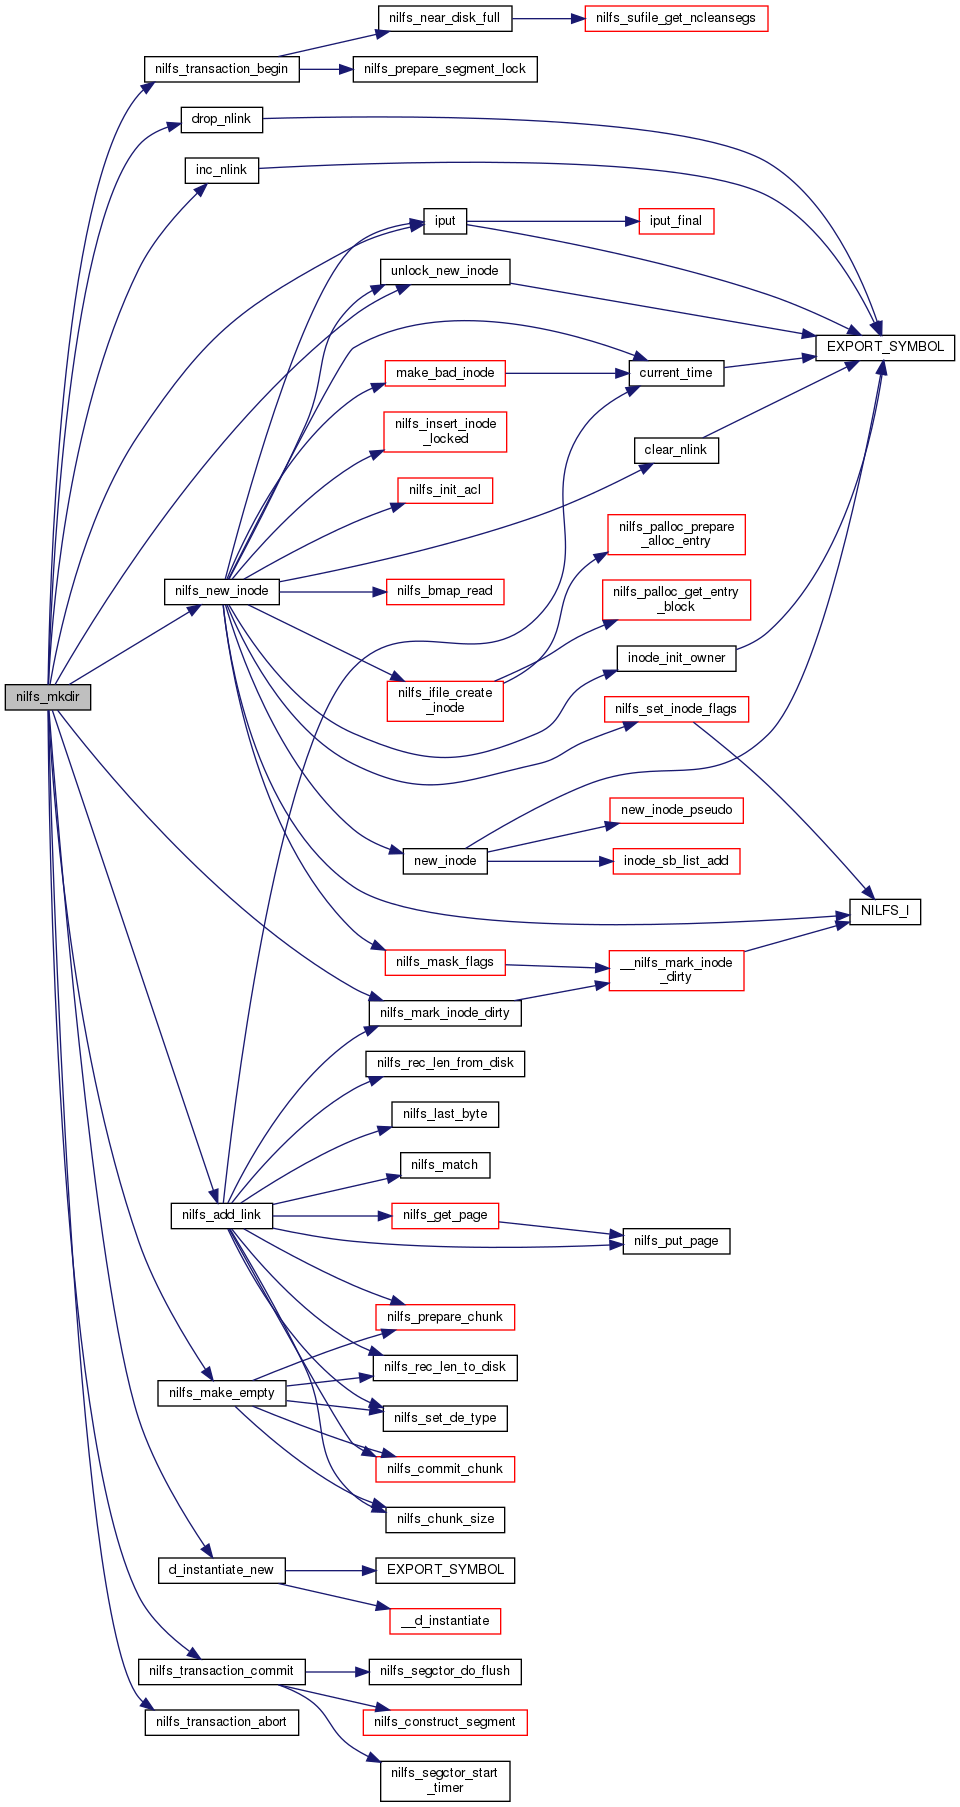 nilfs_near_disk_full
nilfs_sufile_get_ncleansegs
nilfs_transaction_begin
nilfs_prepare_segment_lock
drop_nlink
inc_nlink
iput
iput_final
unlock_new_inode
EXPORT_SYMBOL
make_bad_inode
current_time
nilfs_insert_inode
_locked
clear_nlink
nilfs_init_acl
nilfs_palloc_prepare
_alloc_entry
nilfs_new_inode
nilfs_bmap_read
nilfs_palloc_get_entry
_block
inode_init_owner
nilfs_mkdir
nilfs_ifile_create
_inode
nilfs_set_inode_flags
new_inode_pseudo
new_inode
inode_sb_list_add
NILFS_I
nilfs_mask_flags
__nilfs_mark_inode
_dirty
nilfs_mark_inode_dirty
nilfs_rec_len_from_disk
nilfs_last_byte
nilfs_match
nilfs_add_link
nilfs_get_page
nilfs_put_page
nilfs_prepare_chunk
nilfs_rec_len_to_disk
nilfs_make_empty
nilfs_set_de_type
nilfs_commit_chunk
nilfs_chunk_size
d_instantiate_new
EXPORT_SYMBOL
__d_instantiate
nilfs_transaction_commit
nilfs_segctor_do_flush
nilfs_transaction_abort
nilfs_construct_segment
nilfs_segctor_start
_timer